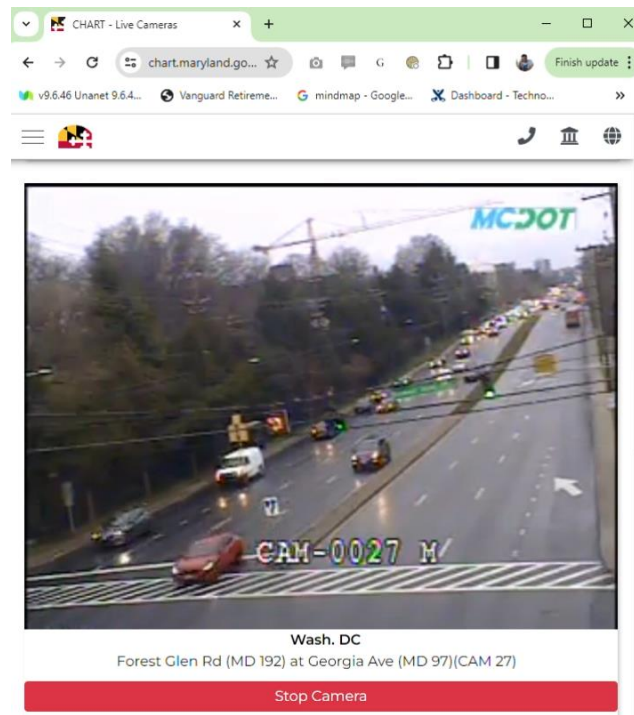 CHART - Live Cameras
chart.maryland.go...
G
Finish update
v9.6.46 Unanet 9.6.4...
Vanguard Retireme...
G mindmap - Google...
Dashboard - Techno...
MCDOT
CAM-0027 M/
Wash. DC
Forest Glen Rd (MD 192) at Georgia Ave (MD 97)(CAM 27)
Stop Camera